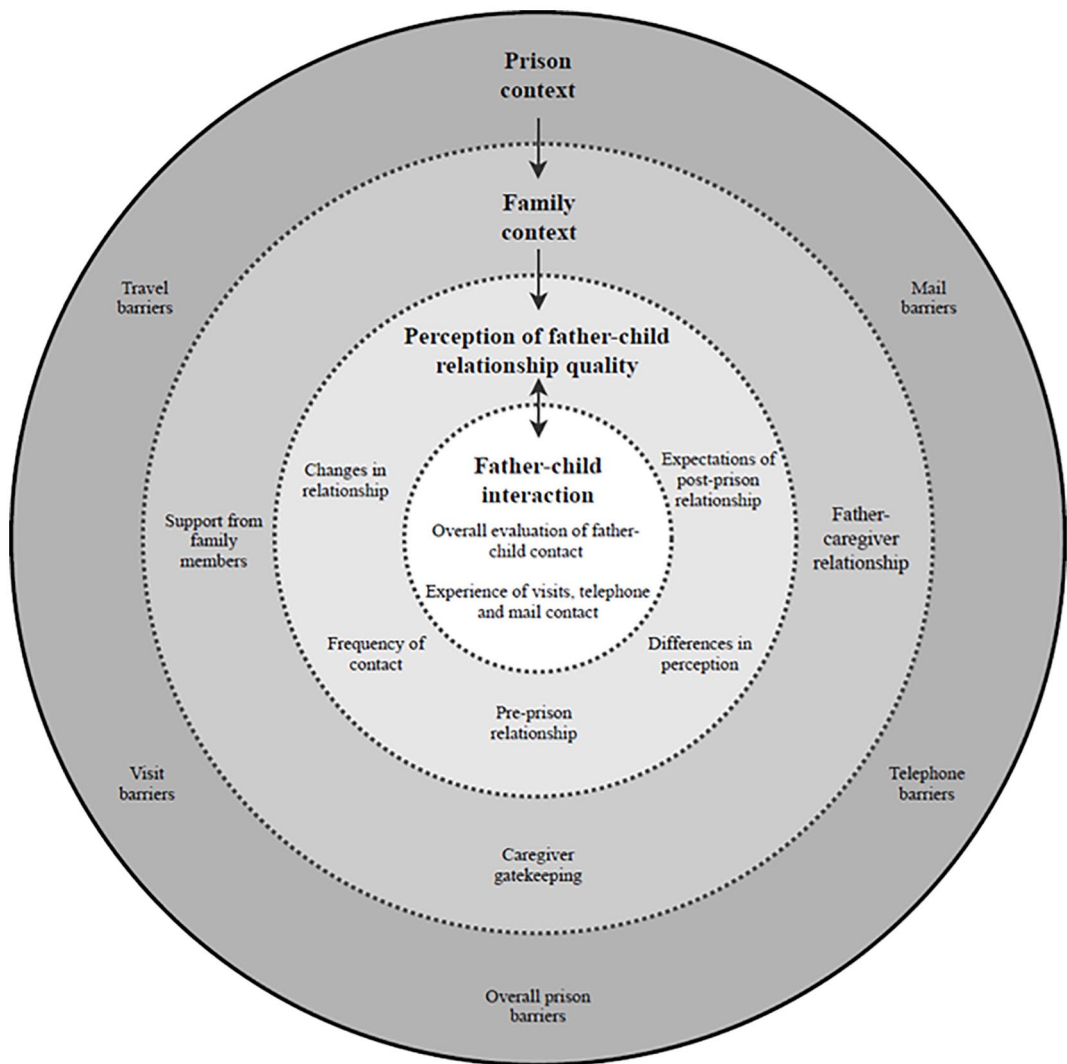 Prison
context
Family
context
Travel
barriers
Mail
barriers
Perception of father-child
relationship quality
Father-child
interaction
Changes in
relationship
Expectations of
post-prison
relationship
Support from
family
members
Overall evaluation of father-
child contact
Father-
caregiver
relationship
Experience of visits, telephone
and mail contact
Frequency of
contact
Differences in
perception
Pre-prison
relationship
Visit
barriers
Telephone
barriers
Caregiver
gatekeeping
Overall prison
barriers